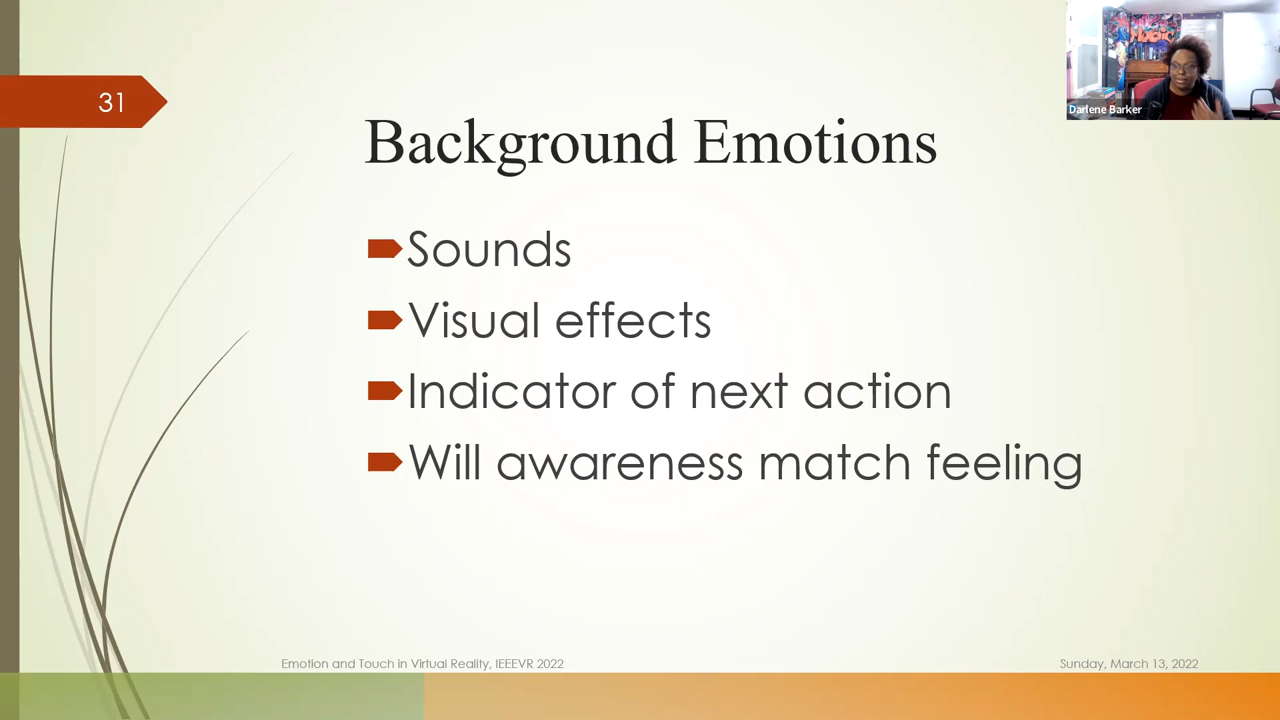 31
Darlene Barker
Background Emotions
Sounds
Visual effects
Indicator of next action
Will awareness match feeling
Emotion and Touch in Virtual Reality, IEEEVR 2022
Sunday, March 13, 2022